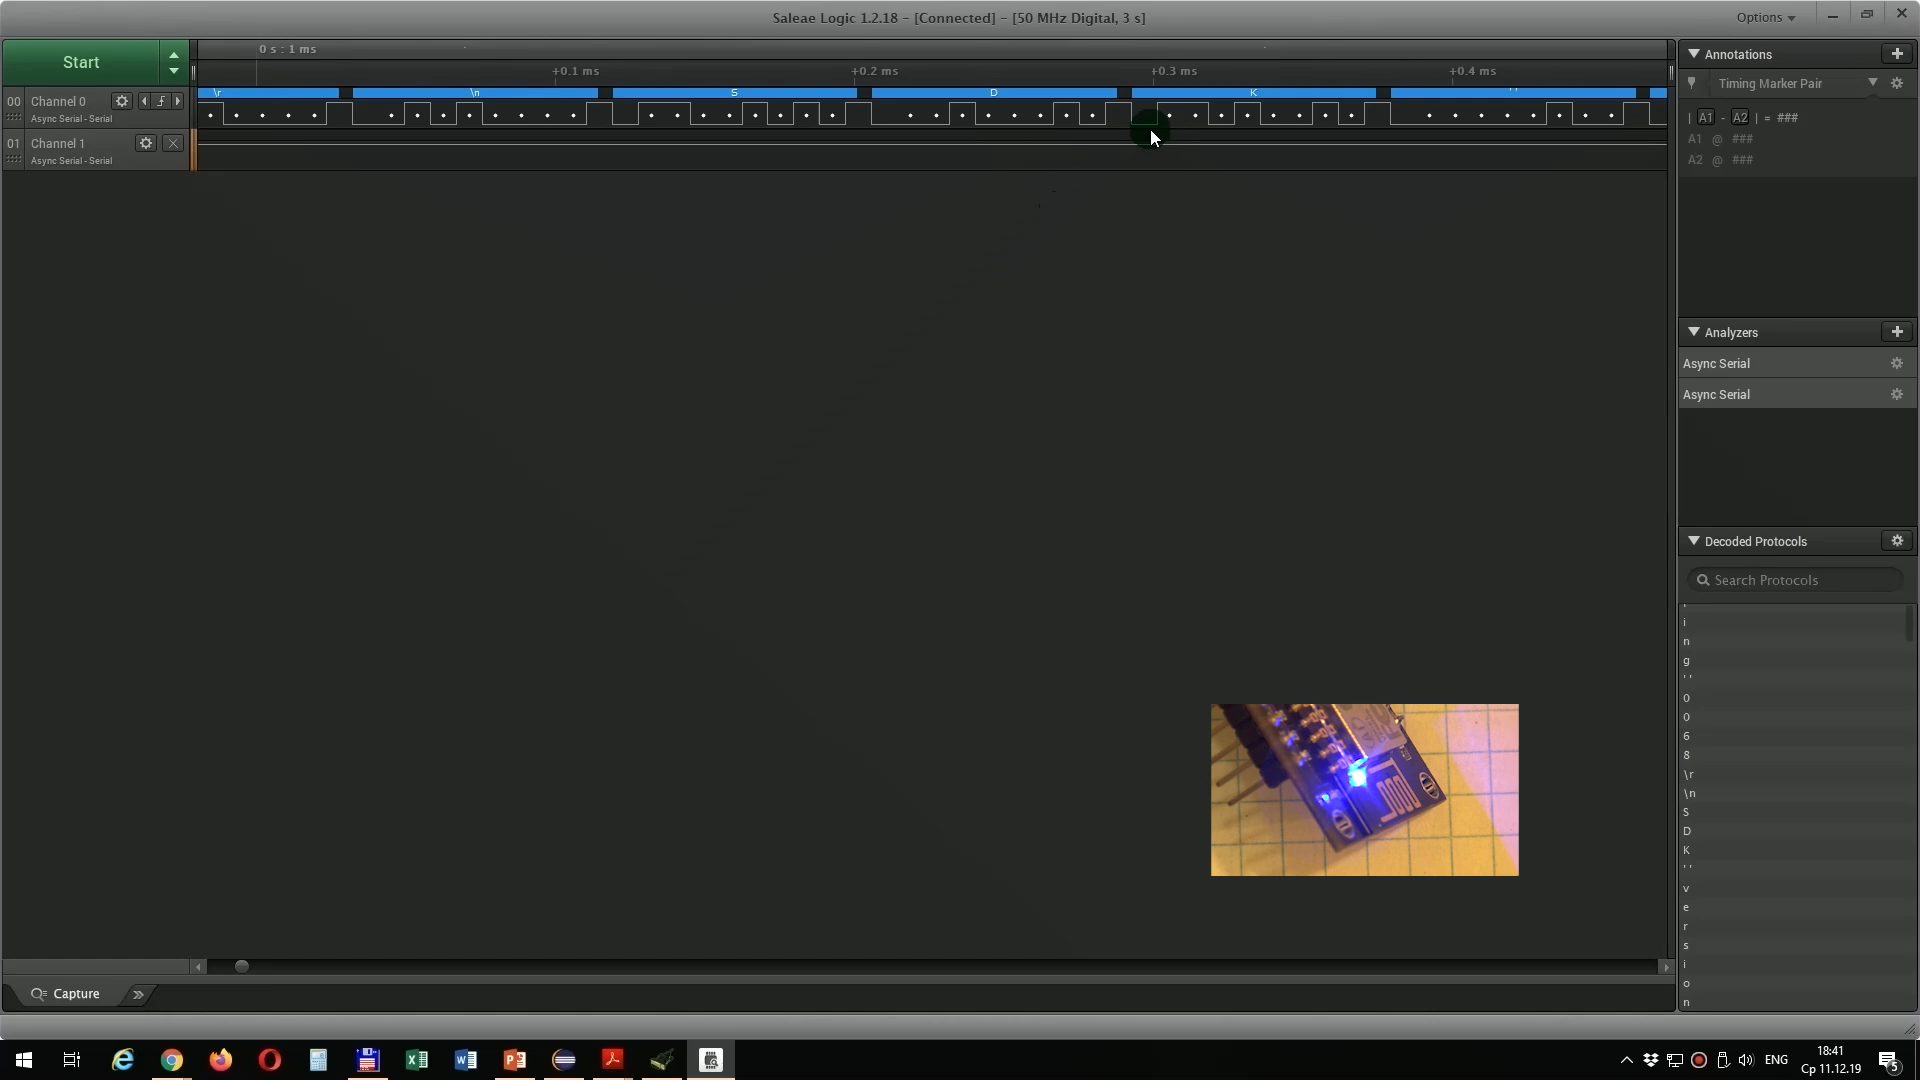 Saleae Logic 1.2.18 - [Connected] - [50 MHz Digital, 3 s]
Options
Start
0 s : 1 ms
+0.1 ms
+0.2 ms
+0.3 ms
+0.4 ms
00
Channel 0
Async Serial - Serial
\r
\n
S
D
K
' '
01
Channel 1
Async Serial - Serial
Annotations
Timing Marker Pair
| A1 - A2 | = ###
A1 @ ###
A2 @ ###
Analyzers
Async Serial
Async Serial
Decoded Protocols
Search Protocols
i
n
g
' '
0
0
6
8
\r
\n
S
D
K
' '
v
e
r
s
i
o
n
Capture
ENG
18:41
Ср 11.12.19
5